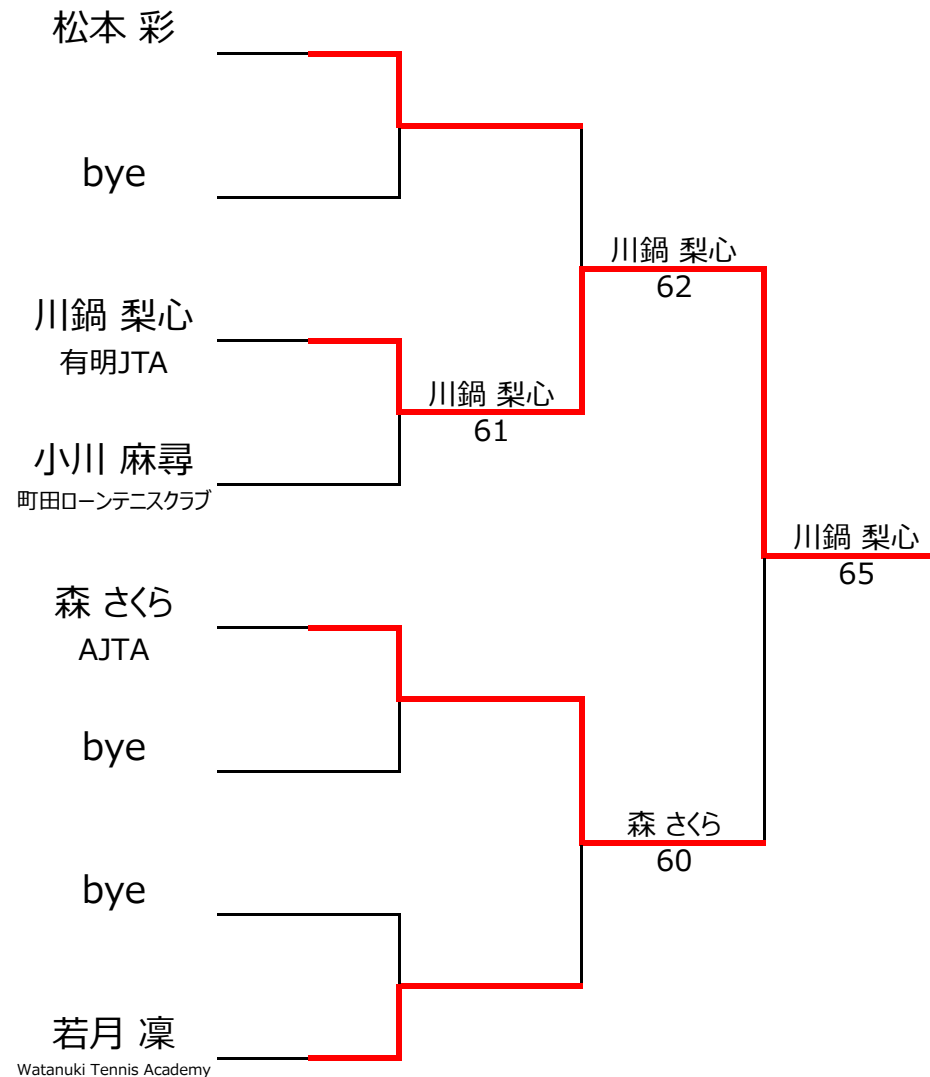 松本 彩
bye
川鍋 梨心
有明JTA
小川 麻尋
町田ローンテニスクラブ
森 さくら
AJTA
bye
bye
若月 凜
Watanuki Tennis Academy
川鍋 梨心
61
川鍋 梨心
62
森 さくら
60
川鍋 梨心
65